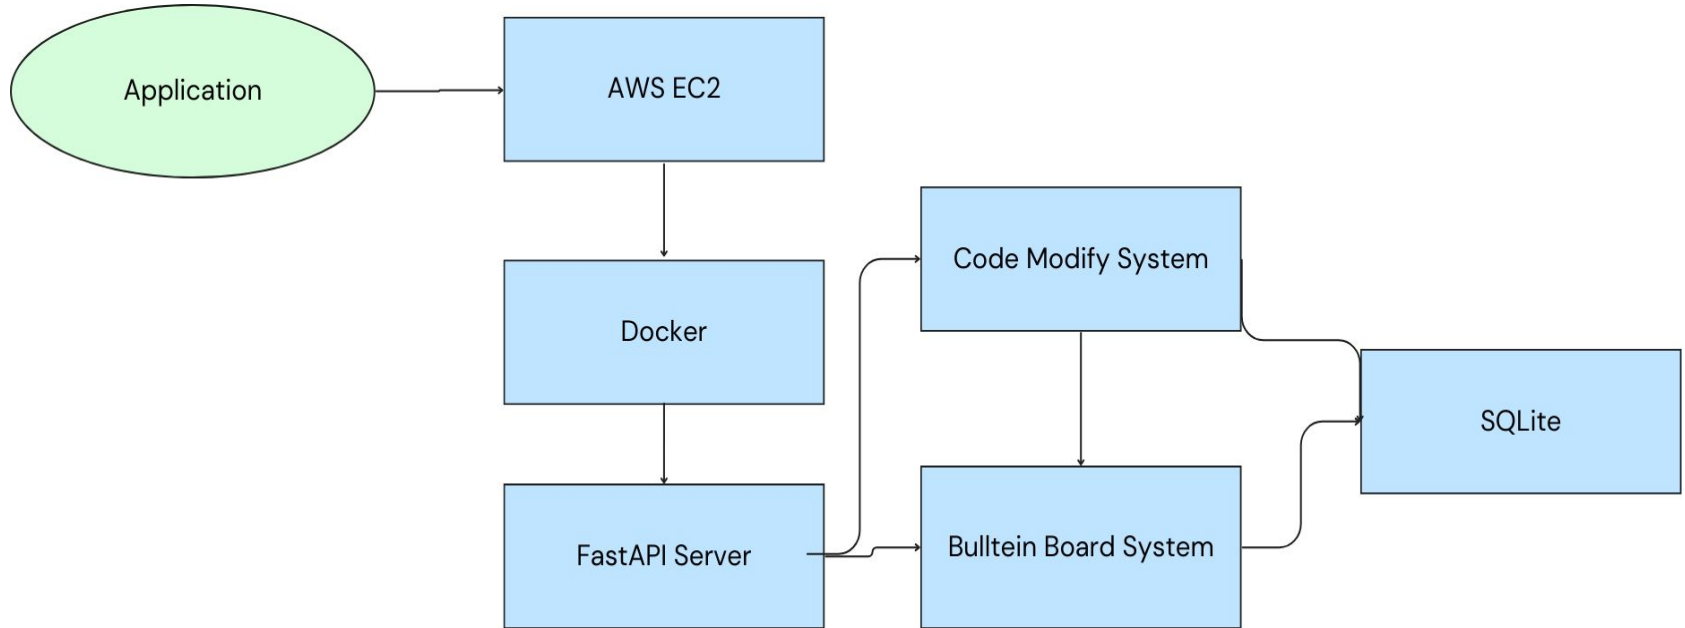 Application
AWS EC2
Code Modify System
Docker
SQLite
FastAPI Server
Bulltein Board System